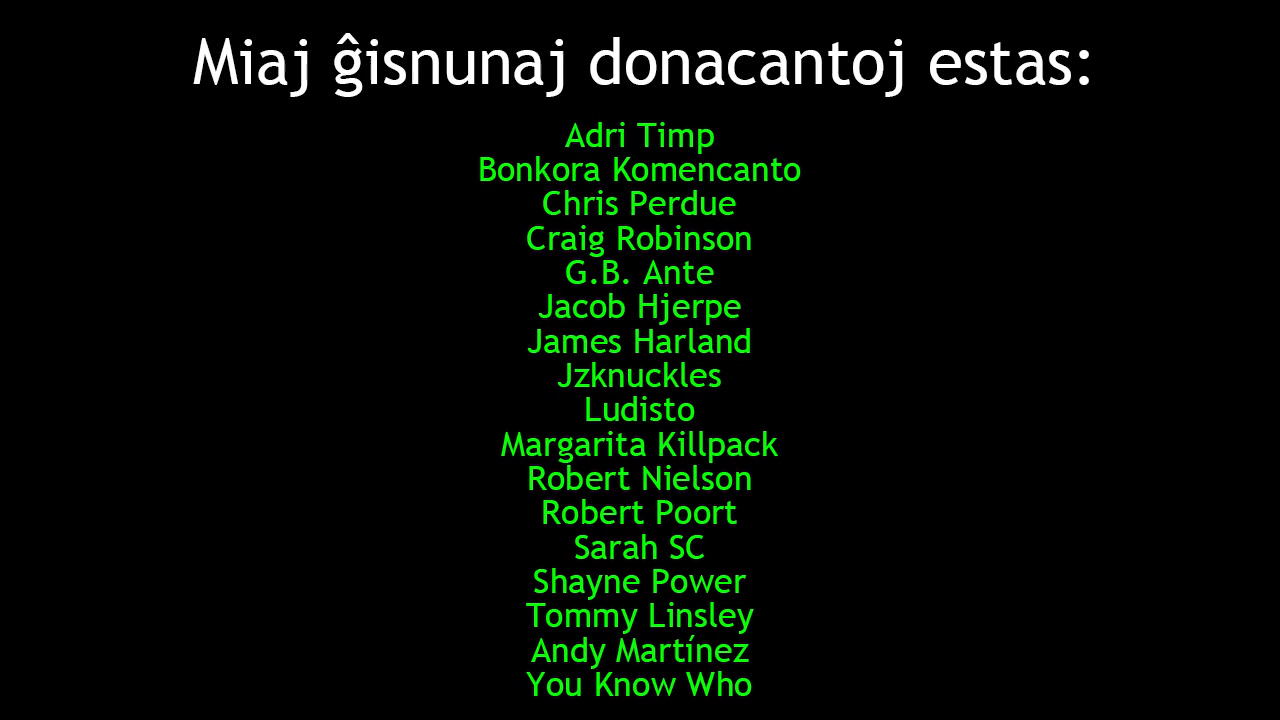 Miaj ĝisnunaj donacantoj estas:
Adri Timp
Bonkora Komencanto
Chris Perdue
Craig Robinson
G.B. Ante
Jacob Hjerpe
James Harland
Jzknuckles
Ludisto
Margarita Killpack
Robert Nielson
Robert Poort
Sarah SC
Shayne Power
Tommy Linsley
Andy Martínez
You Know Who